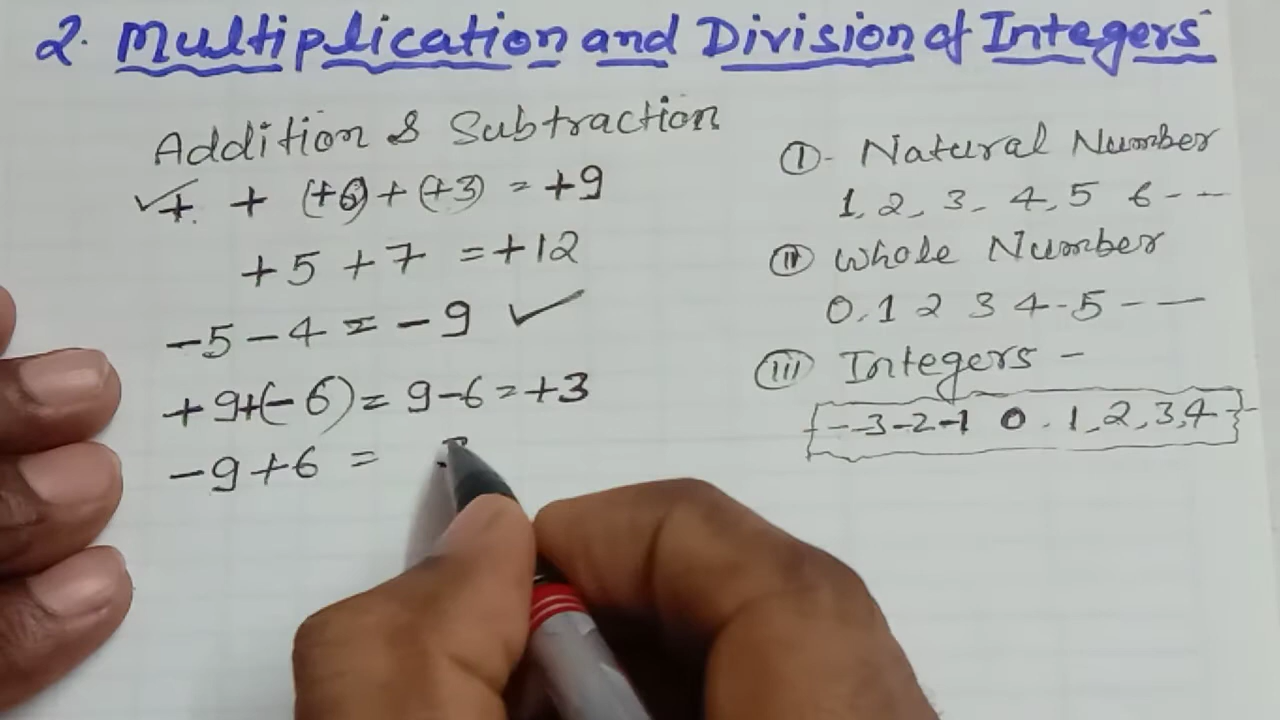 2. Multiplication and Division of Integers
Addition & Subtraction
+ + (+6) + (+3) = +9
+5 +7 = +12
-5 - 4 = -9 ✓
+9+(-6) = 9-6 = +3
-9+6 =
① - Natural Number
1, 2, 3, 4, 5 6 - -
② Whole Number
0, 1 2 3 4 - 5 - -
③ Integers -
{ - -3 -2 -1 0 . 1, 2, 3, 4 } -